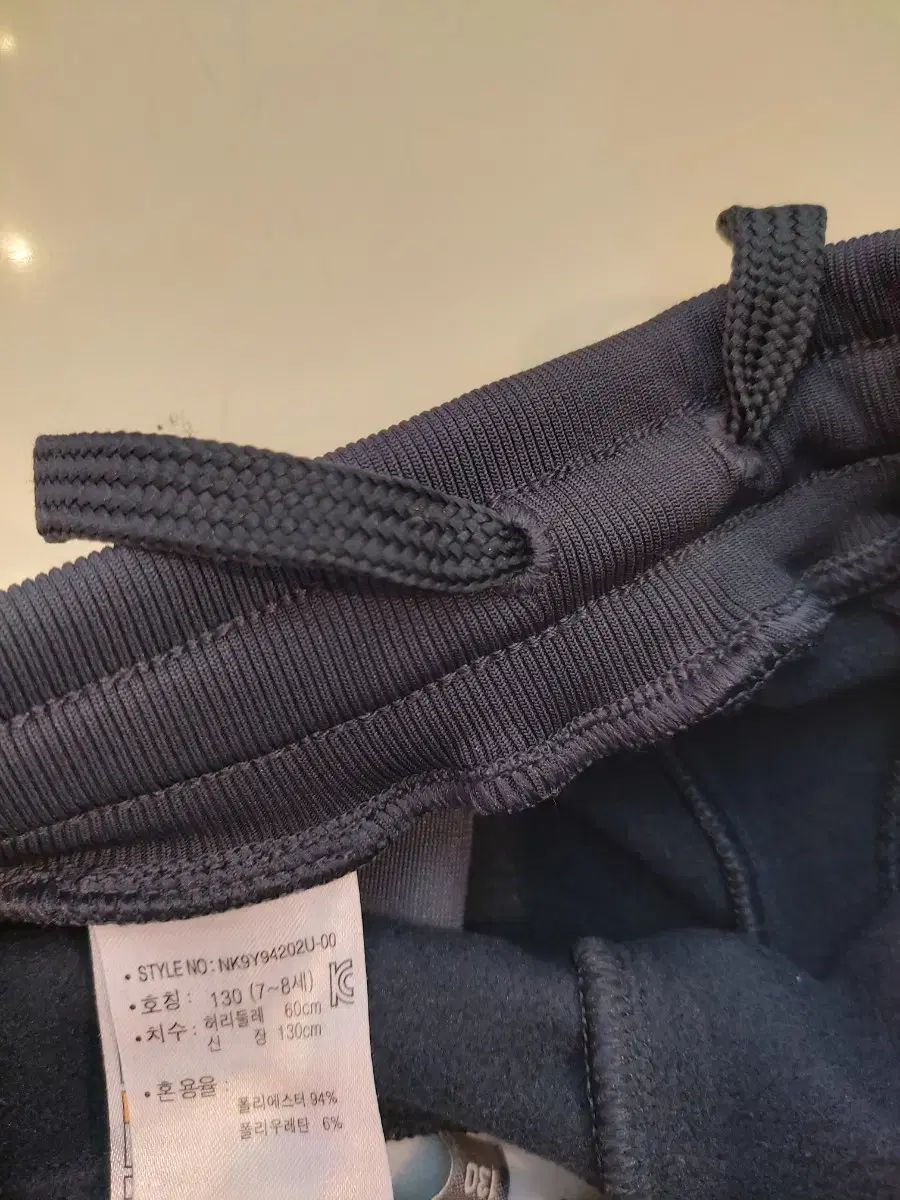 • STYLE NO : NK9Y94202U-00
• 호칭 : 130 (7~8세)
• 치수 : 허리둘레 60cm
신 장 130cm
• 혼용율 :
폴리에스터 94%
폴리우레탄 6%
130